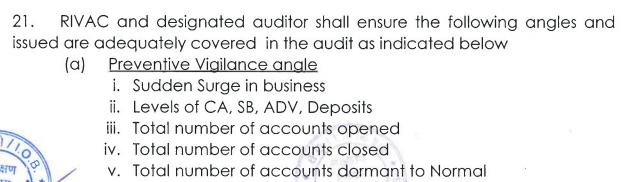 21. RIVAC and designated auditor shall ensure the following angles and
issued are adequately covered in the audit as indicated below
(a) Preventive Vigilance angle
i. Sudden Surge in business
ii. Levels of CA, SB, ADV, Deposits
iii. Total number of accounts opened
iv. Total number of accounts closed
v. Total number of accounts dormant to Normal
I.O.B.